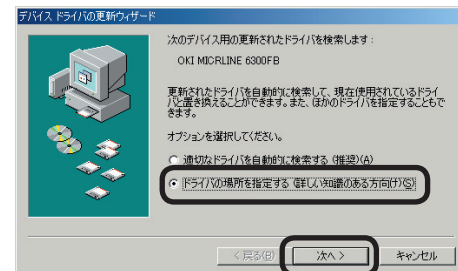 デバイス ドライバの更新ウィザード
次のデバイス用の更新されたドライバを検索します:
OKI MICRLINE 6300FB
更新されたドライバを自動的に検索して、現在使用されているドライ
バと置き換えることができます。また、ほかのドライバを指定することもで
きます。
オプションを選択してください。
適切なドライバを自動的に検索する (推奨)(A)
ドライバの場所を指定する (詳しい知識のある方向け)(S)
< 戻る(B)
次へ >
キャンセル